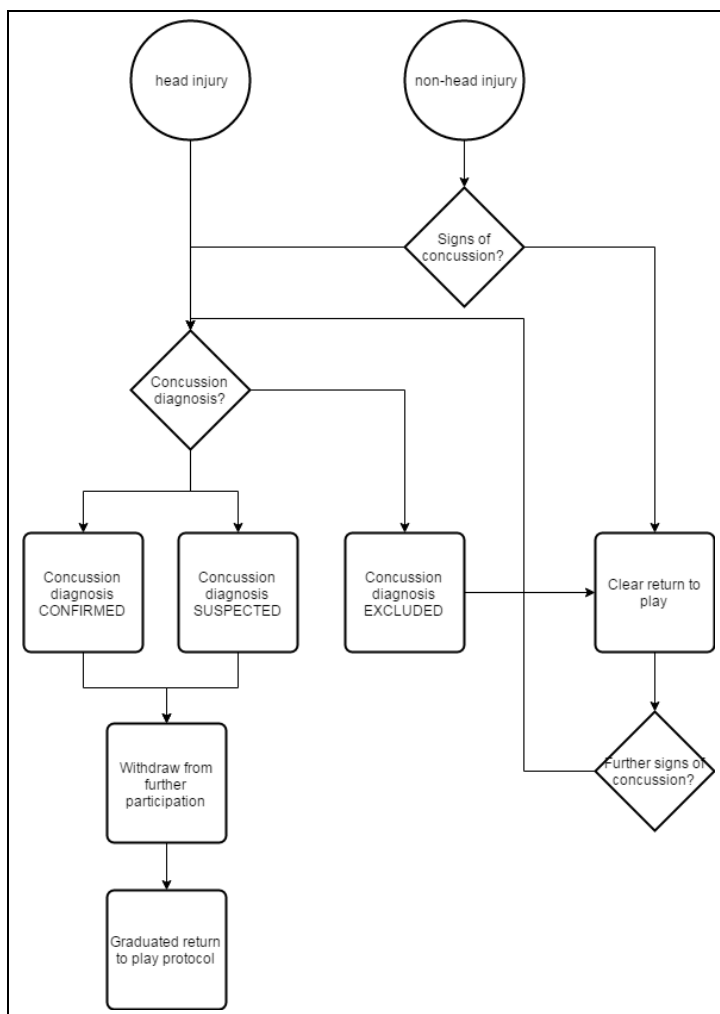 head injury
non-head injury
Signs of
concussion?
Concussion
diagnosis?
Concussion
diagnosis
CONFIRMED
Concussion
diagnosis
SUSPECTED
Concussion
diagnosis
EXCLUDED
Clear return to
play
Withdraw from
further
participation
Further signs of
concussion?
Graduated return
to play protocol